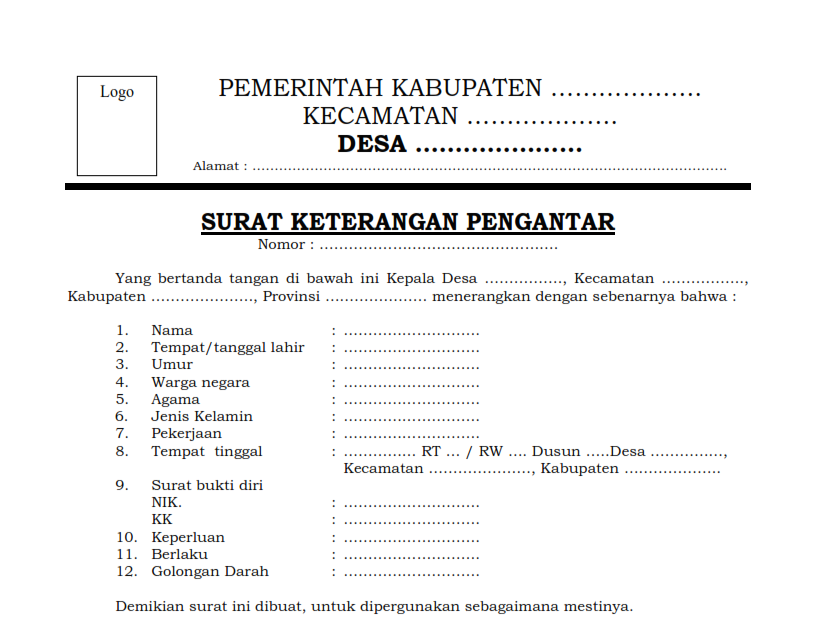 Logo
PEMERINTAH KABUPATEN ...................
KECAMATAN ...................
DESA .....................
Alamat : ...........................................................................................................
SURAT KETERANGAN PENGANTAR
Nomor : .................................................
Yang bertanda tangan di bawah ini Kepala Desa ................, Kecamatan .................,
Kabupaten ....................., Provinsi ..................... menerangkan dengan sebenarnya bahwa :
1. Nama : ............................
2. Tempat/tanggal lahir : ............................
3. Umur : ............................
4. Warga negara : ............................
5. Agama : ............................
6. Jenis Kelamin : ............................
7. Pekerjaan : ............................
8. Tempat tinggal : ............... RT ... / RW .... Dusun .....Desa ...............,
Kecamatan ....................., Kabupaten ....................
9. Surat bukti diri
NIK. : ............................
KK : ............................
10. Keperluan : ............................
11. Berlaku : ............................
12. Golongan Darah : ............................
Demikian surat ini dibuat, untuk dipergunakan sebagaimana mestinya.